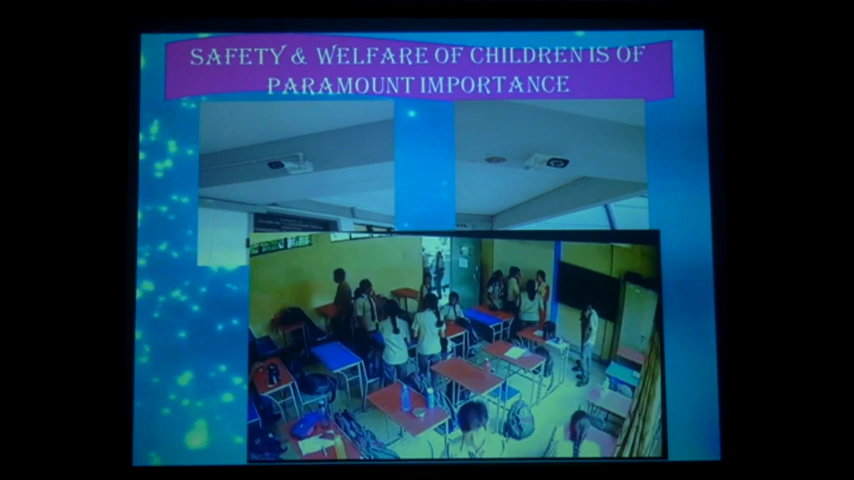 SAFETY & WELFARE OF CHILDREN IS OF
PARAMOUNT IMPORTANCE